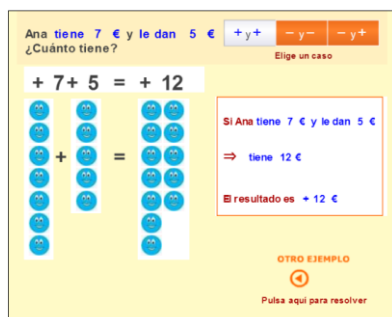 Ana tiene 7 € y le dan 5 €
¿Cuánto tiene?
+ y + − y − − y +
Elige un caso
+ 7 + 5 = + 12
+ =
Si Ana tiene 7 € y le dan 5 €
⇒ tiene 12 €
El resultado es + 12 €
OTRO EJEMPLO
Pulsa aquí para resolver